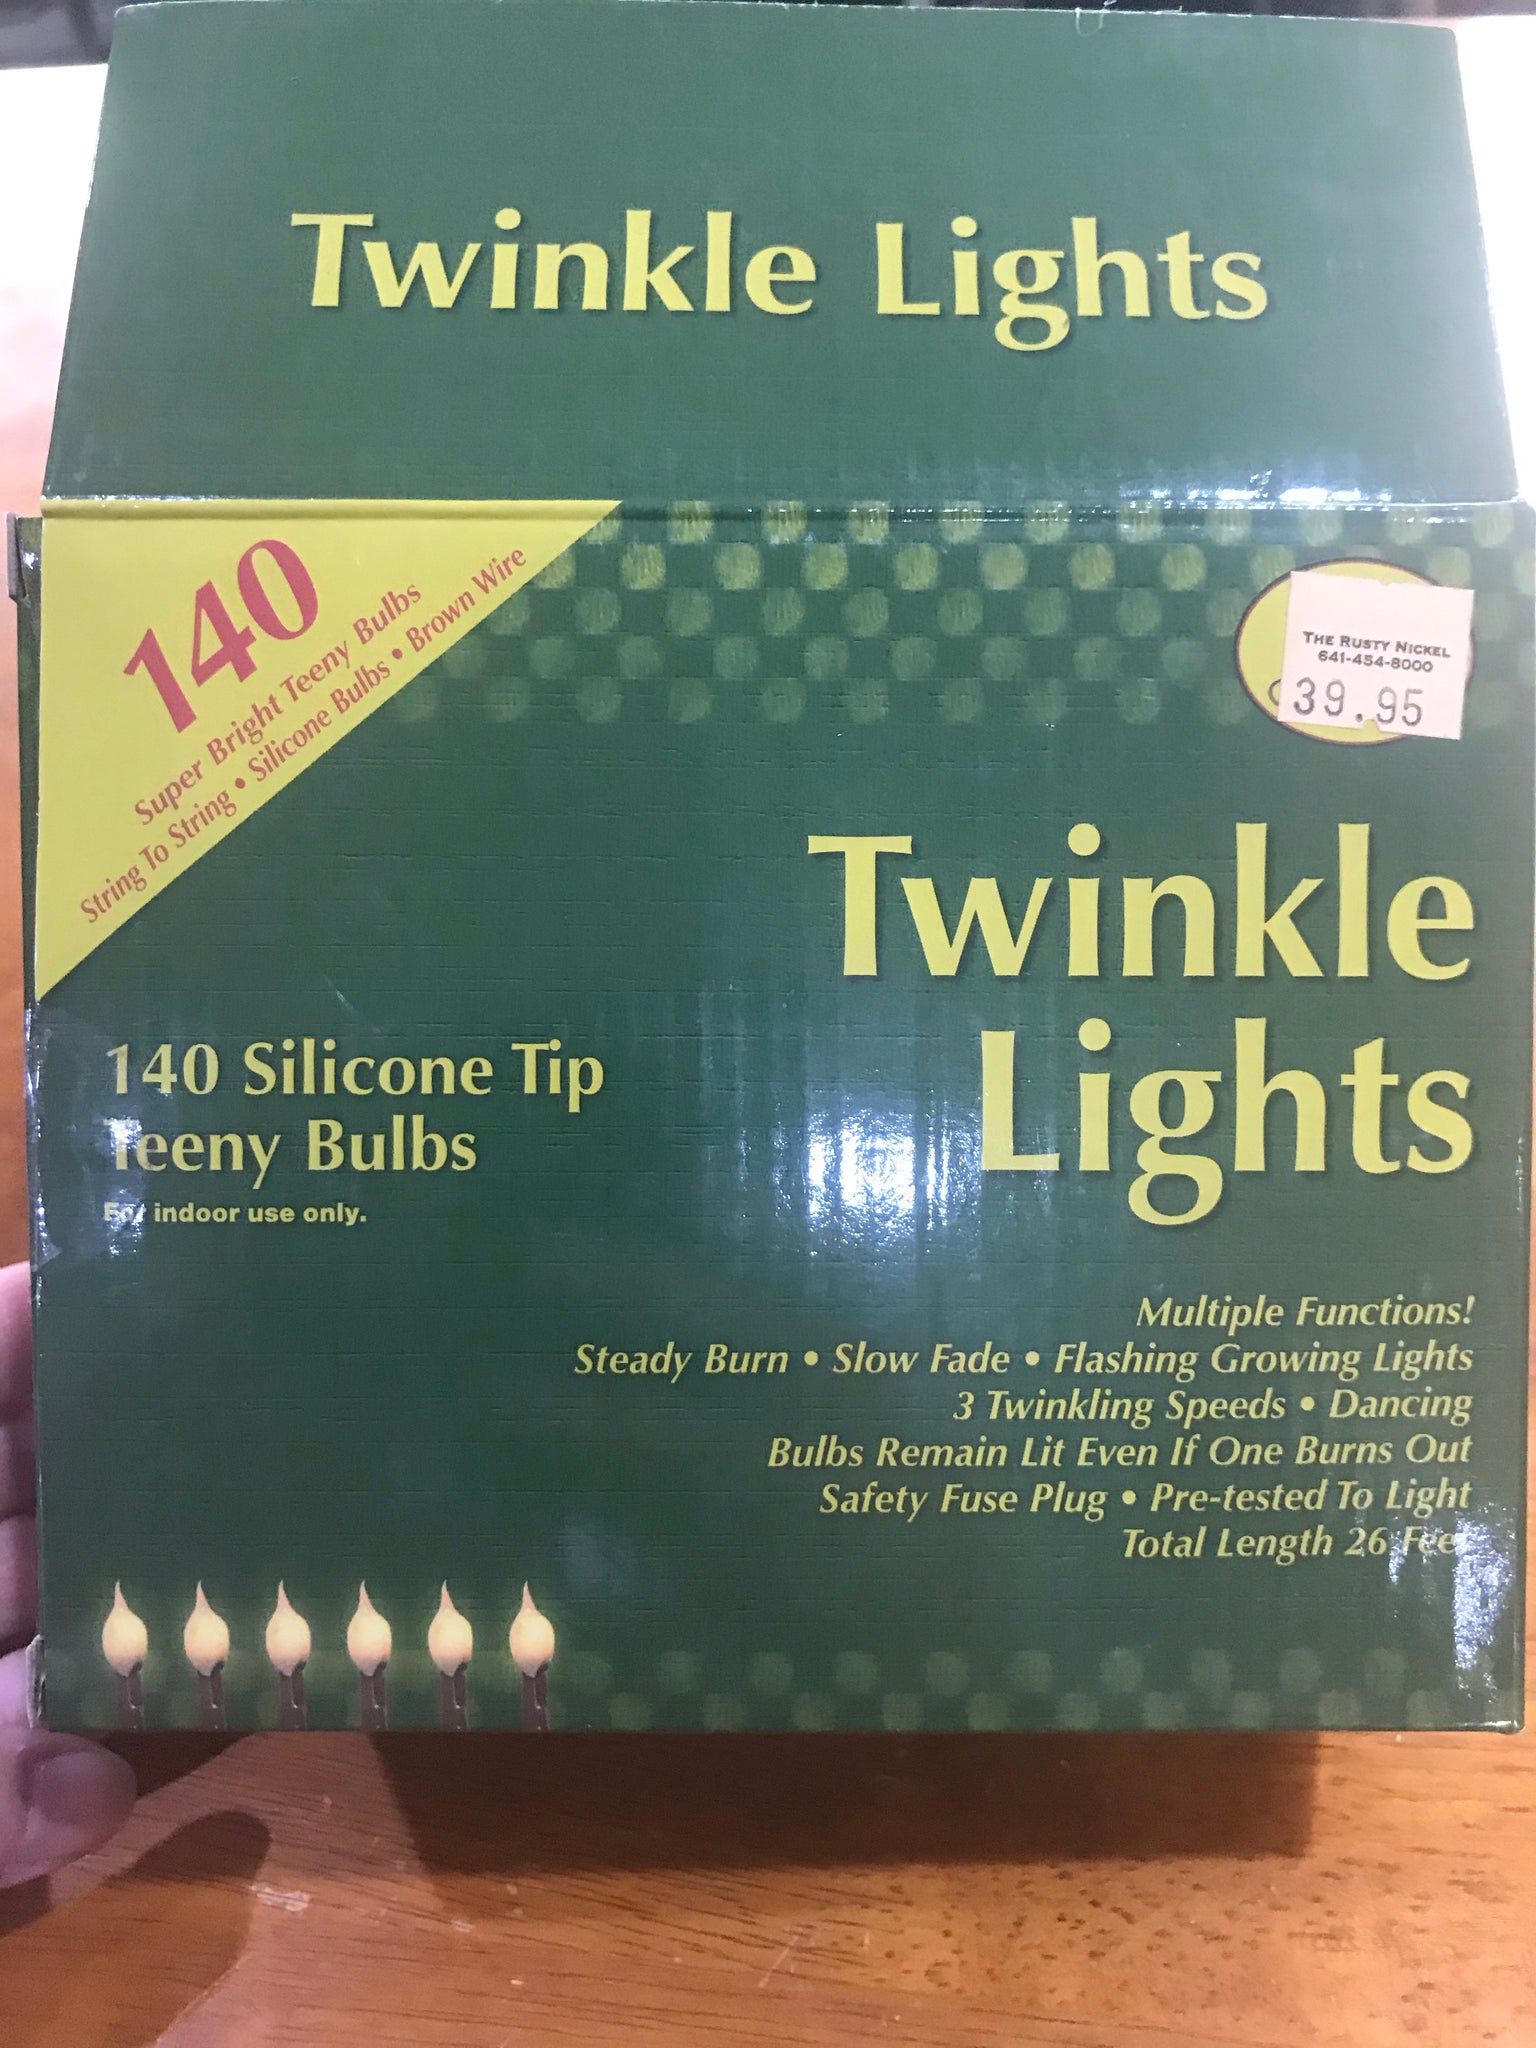 Twinkle Lights
140
Super Bright Teeny Bulbs
String To String • Silicone Bulbs • Brown Wire
THE RUSTY NICKEL
641-454-8000
39.95
Twinkle
Lights
140 Silicone Tip
Teeny Bulbs
For indoor use only.
Multiple Functions!
Steady Burn • Slow Fade • Flashing Growing Lights
3 Twinkling Speeds • Dancing
Bulbs Remain Lit Even If One Burns Out
Safety Fuse Plug • Pre-tested To Light
Total Length 26 Feet